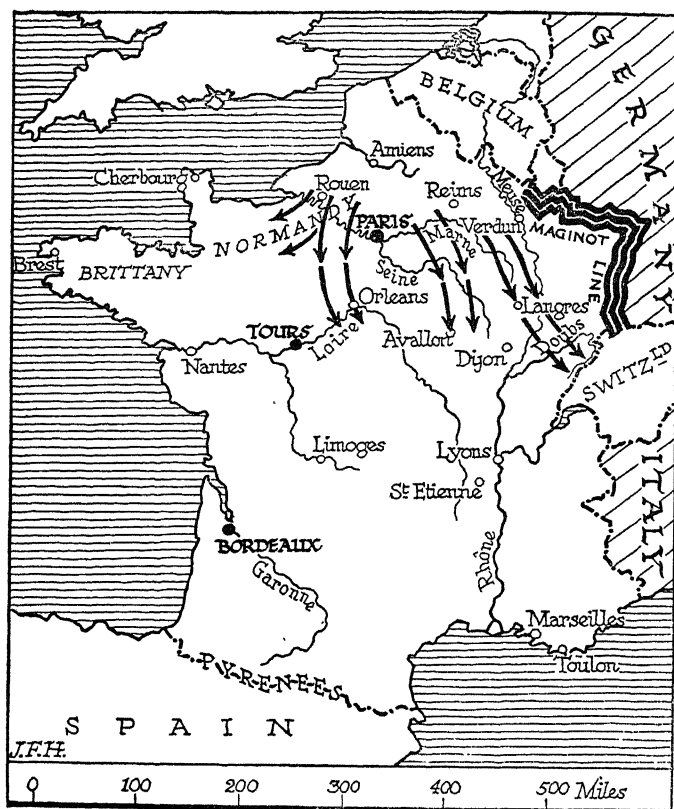 GERMANY
BELGIUM
Amiens
Cherbourg
Rouen
Reims
Meuse
NORMANDY
PARIS
Marne
Verdun
MAGINOT
LINE
Brest
BRITTANY
Seine
Orleans
Langres
TOURS
Loire
Avallon
Doubs
Dijon
Nantes
SWITZLD
Limoges
Lyons
St Etienne
ITALY
BORDEAUX
Garonne
Rhône
Marseilles
Toulon
PYRENEES
SPAIN
J.F.H.
0 100 200 300 400 500 Miles